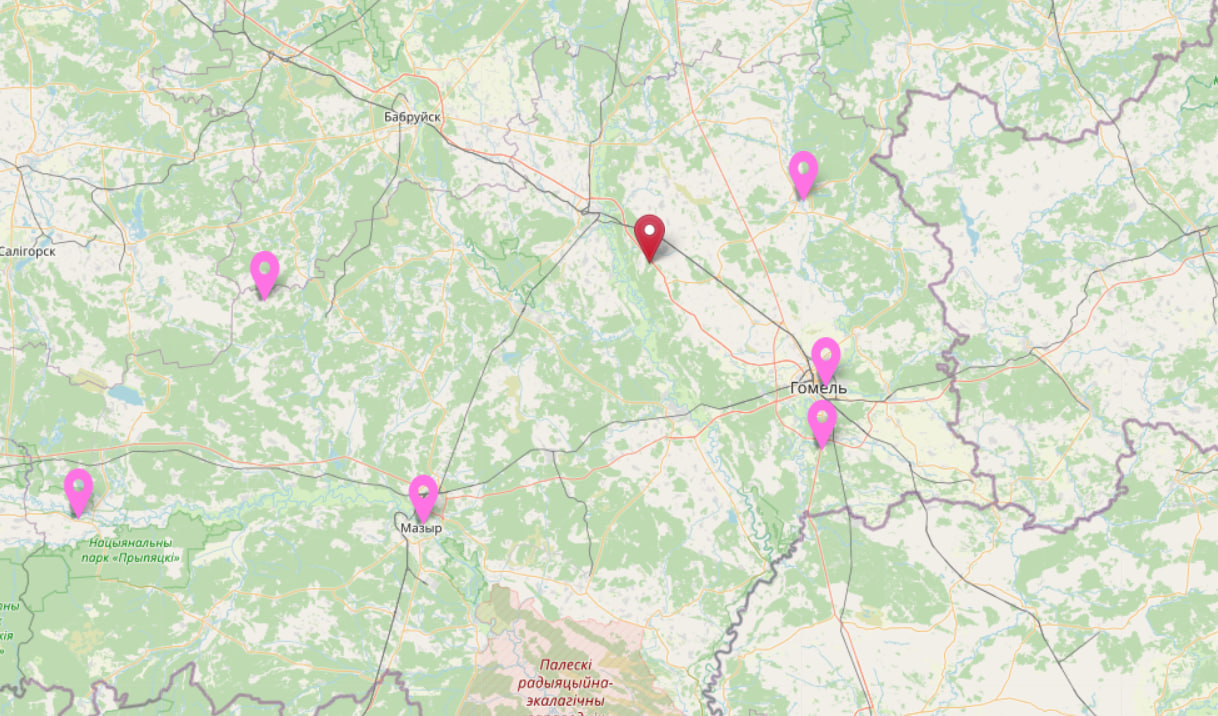 Бабруйск
Салігорск
Гомель
Мазыр
Нацыянальны
парк «Прыпяцкі»
Палескі
радыяцыйна-
экалагічны